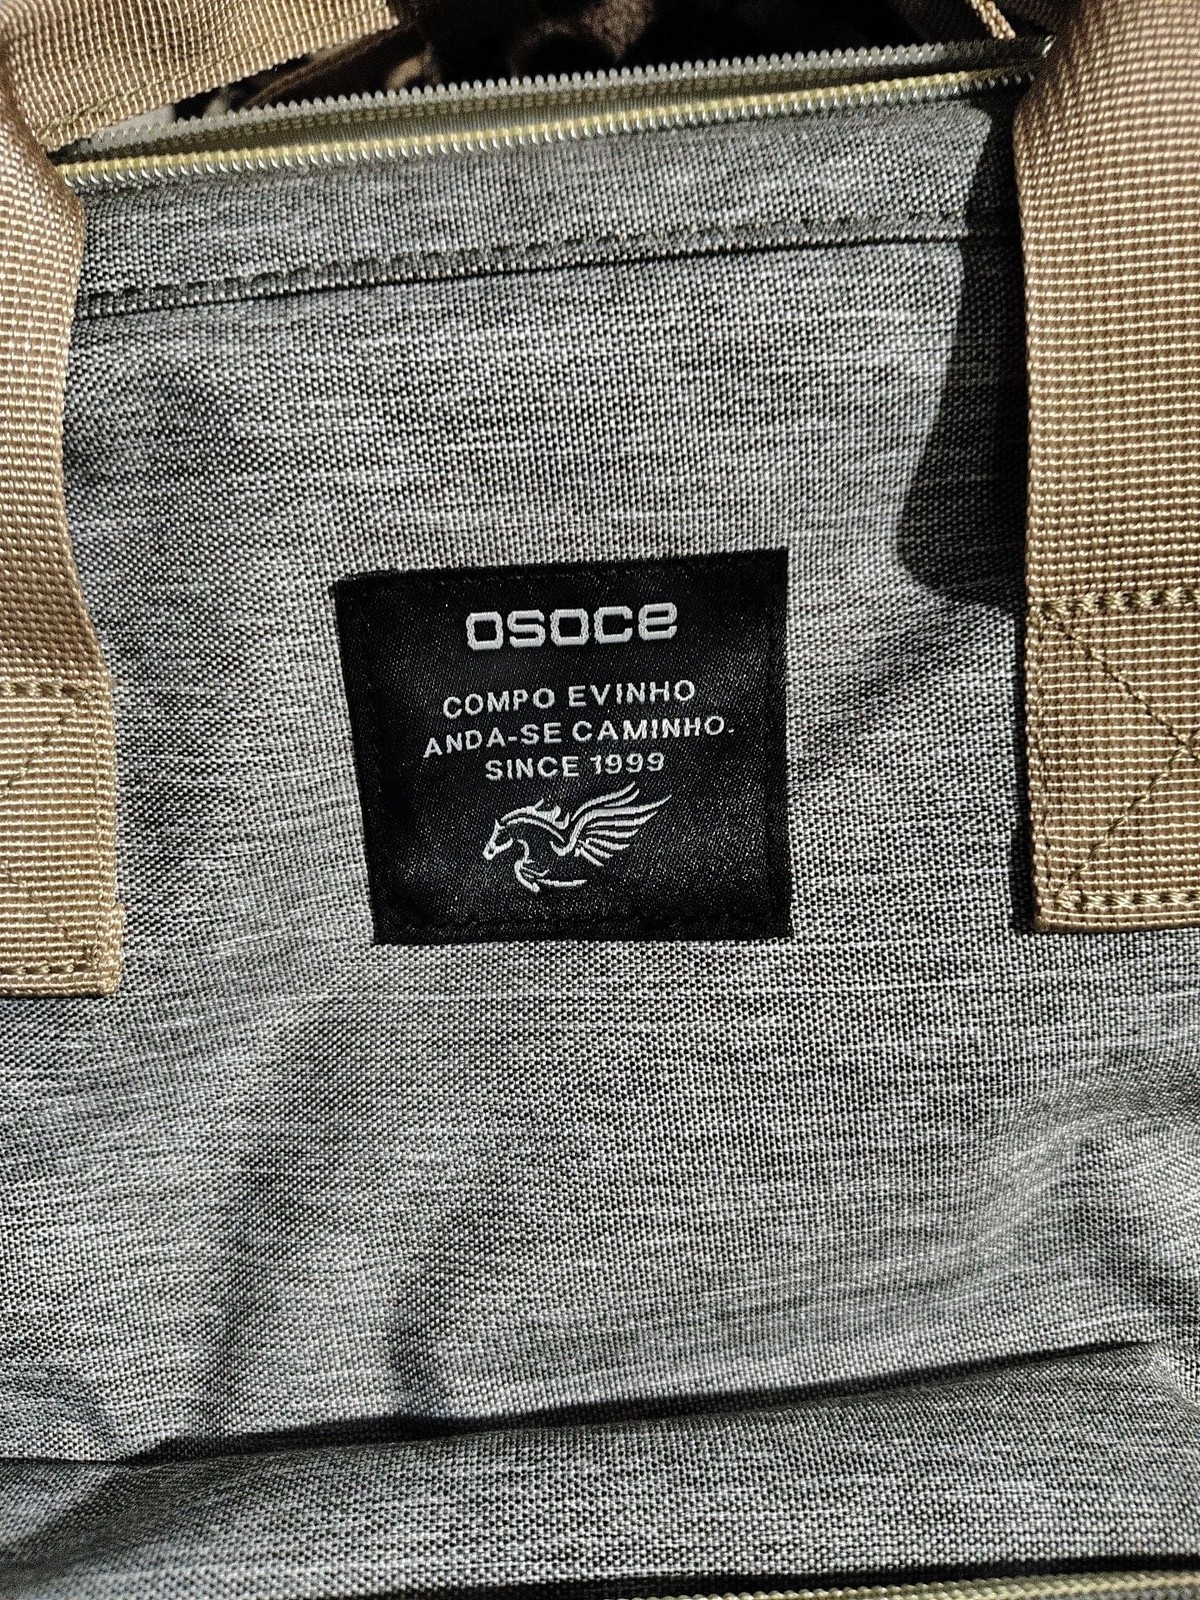 osoce
COMPO EVINHO
ANDA-SE CAMINHO.
SINCE 1999